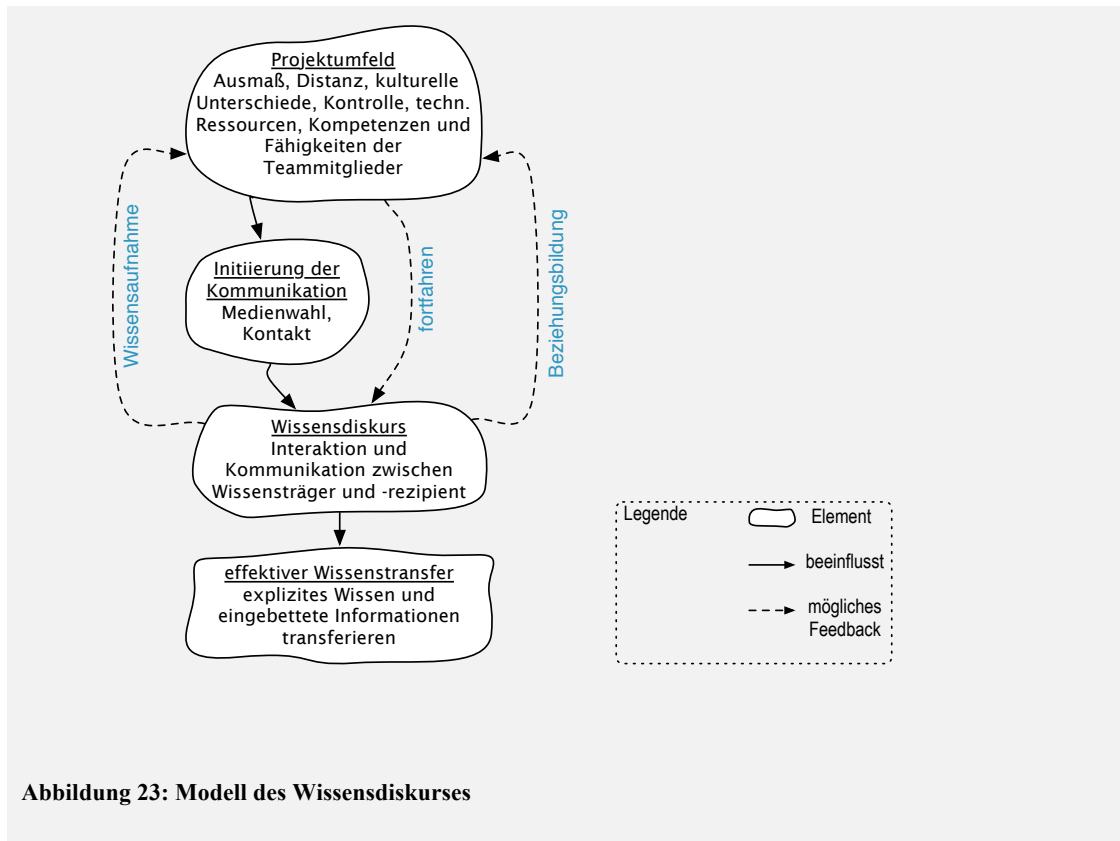 Projektumfeld
Ausmaß, Distanz, kulturelle
Unterschiede, Kontrolle, techn.
Ressourcen, Kompetenzen und
Fähigkeiten der
Teammitglieder
Wissensaufnahme
Initiierung der
Kommunikation
Medienwahl,
Kontakt
fortfahren
Beziehungsbildung
Wissensdiskurs
Interaktion und
Kommunikation zwischen
Wissensträger und -rezipient
effektiver Wissenstransfer
explizites Wissen und
eingebettete Informationen
transferieren
Legende
Element
beeinflusst
mögliches
Feedback
Abbildung 23: Modell des Wissensdiskurses